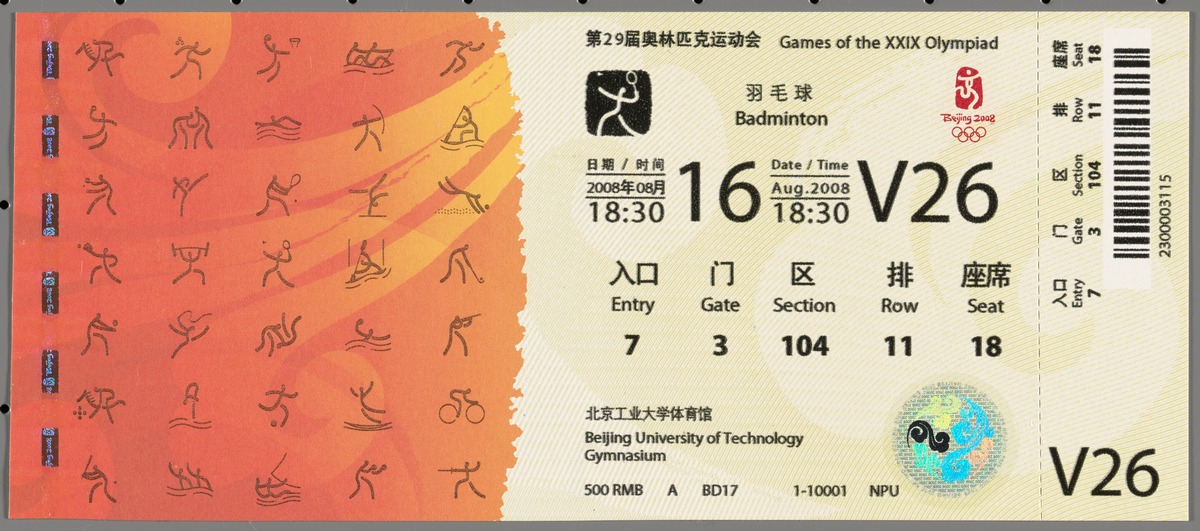 第29届奥林匹克运动会 Games of the XXIX Olympiad
羽毛球
Badminton
Beijing 2008
日期 / 时间
2008年08月
18:30
16
Date / Time
Aug.2008
18:30
V26
入口 门 区 排 座席
Entry Gate Section Row Seat
7 3 104 11 18
北京工业大学体育馆
Beijing University of Technology
Gymnasium
500 RMB A BD17 1-10001 NPU
座席 Seat 18
排 Row 11
区 Section 104
门 Gate 3
入口 Entry 7
2300003115
V26